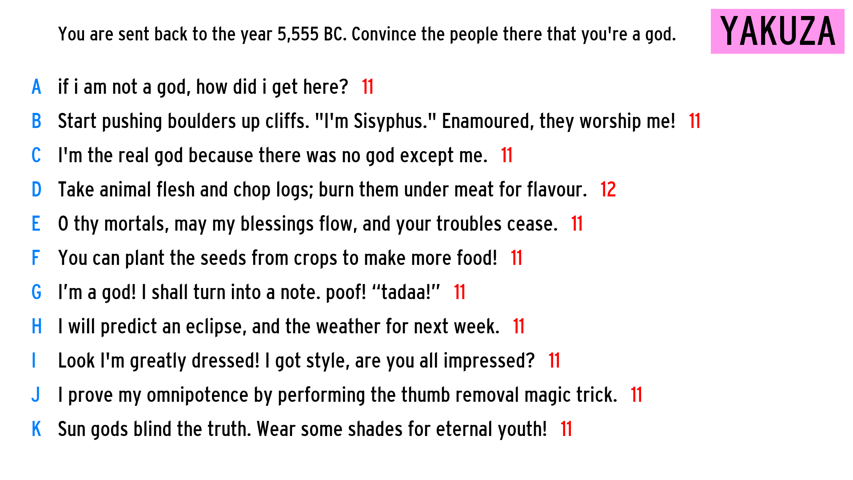 You are sent back to the year 5,555 BC. Convince the people there that you're a god.
YAKUZA
A if i am not a god, how did i get here? 11
B Start pushing boulders up cliffs. "I'm Sisyphus." Enamoured, they worship me! 11
C I'm the real god because there was no god except me. 11
D Take animal flesh and chop logs; burn them under meat for flavour. 12
E O thy mortals, may my blessings flow, and your troubles cease. 11
F You can plant the seeds from crops to make more food! 11
G I’m a god! I shall turn into a note. poof! “tadaa!” 11
H I will predict an eclipse, and the weather for next week. 11
I Look I'm greatly dressed! I got style, are you all impressed? 11
J I prove my omnipotence by performing the thumb removal magic trick. 11
K Sun gods blind the truth. Wear some shades for eternal youth! 11